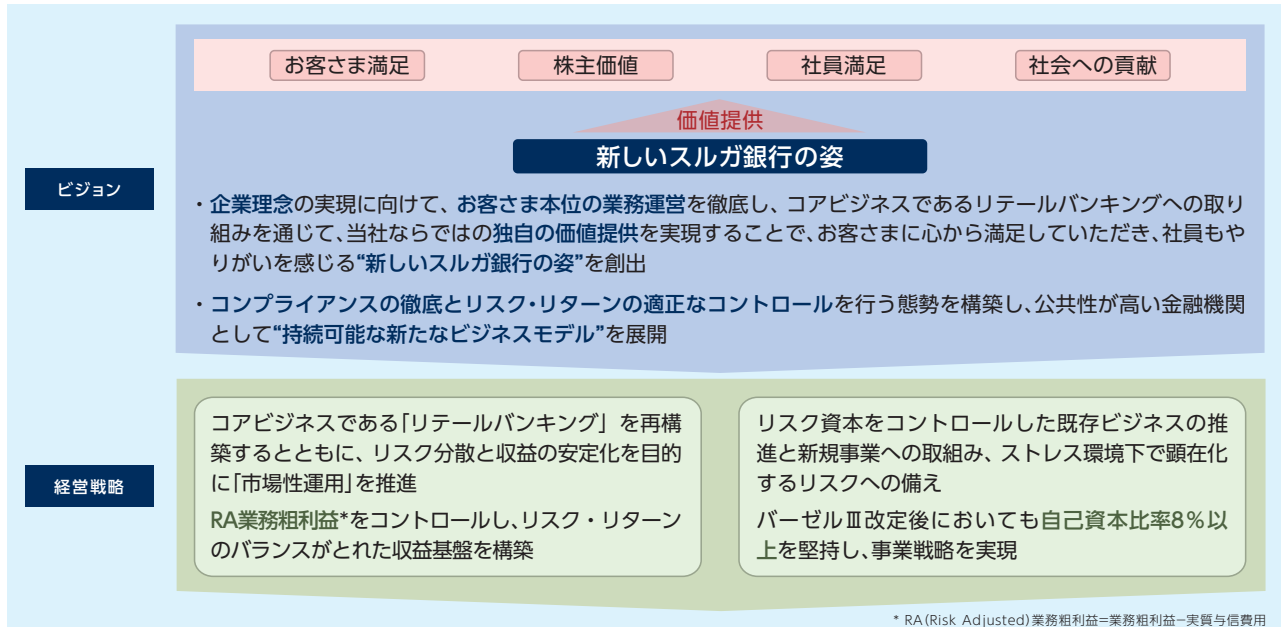 お客さま満足
株主価値
社員満足
社会への貢献
価値提供
新しいスルガ銀行の姿
ビジョン
・企業理念の実現に向けて、お客さま本位の業務運営を徹底し、コアビジネスであるリテールバンキングへの取り
組みを通じて、当社ならではの独自の価値提供を実現することで、お客さまに心から満足していただき、社員もや
りがいを感じる“新しいスルガ銀行の姿”を創出
・コンプライアンスの徹底とリスク・リターンの適正なコントロールを行う態勢を構築し、公共性が高い金融機関
として“持続可能な新たなビジネスモデル”を展開
経営戦略
コアビジネスである「リテールバンキング」を再構
築するとともに、リスク分散と収益の安定化を目的
に「市場性運用」を推進
RA業務粗利益*をコントロールし、リスク・リターン
のバランスがとれた収益基盤を構築
リスク資本をコントロールした既存ビジネスの推
進と新規事業への取組み、ストレス環境下で顕在化
するリスクへの備え
バーゼルⅢ改定後においても自己資本比率8%以
上を堅持し、事業戦略を実現
* RA(Risk Adjusted)業務粗利益=業務粗利益−実質与信費用